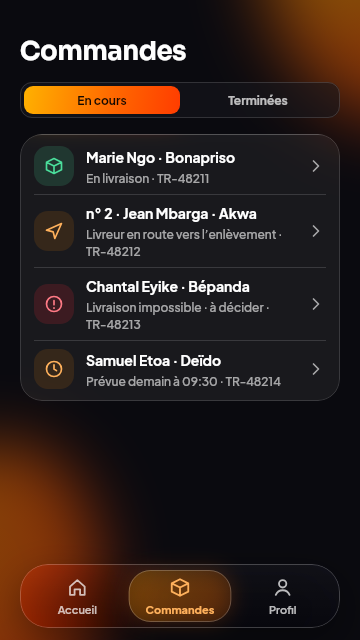 Commandes
En cours
Terminées
Marie Ngo · Bonapriso
En livraison · TR-48211
n° 2 · Jean Mbarga · Akwa
Livreur en route vers l'enlèvement ·
TR-48212
Chantal Eyike · Bépanda
Livraison impossible · à décider ·
TR-48213
Samuel Etoa · Deïdo
Prévue demain à 09:30 · TR-48214
Accueil
Commandes
Profil